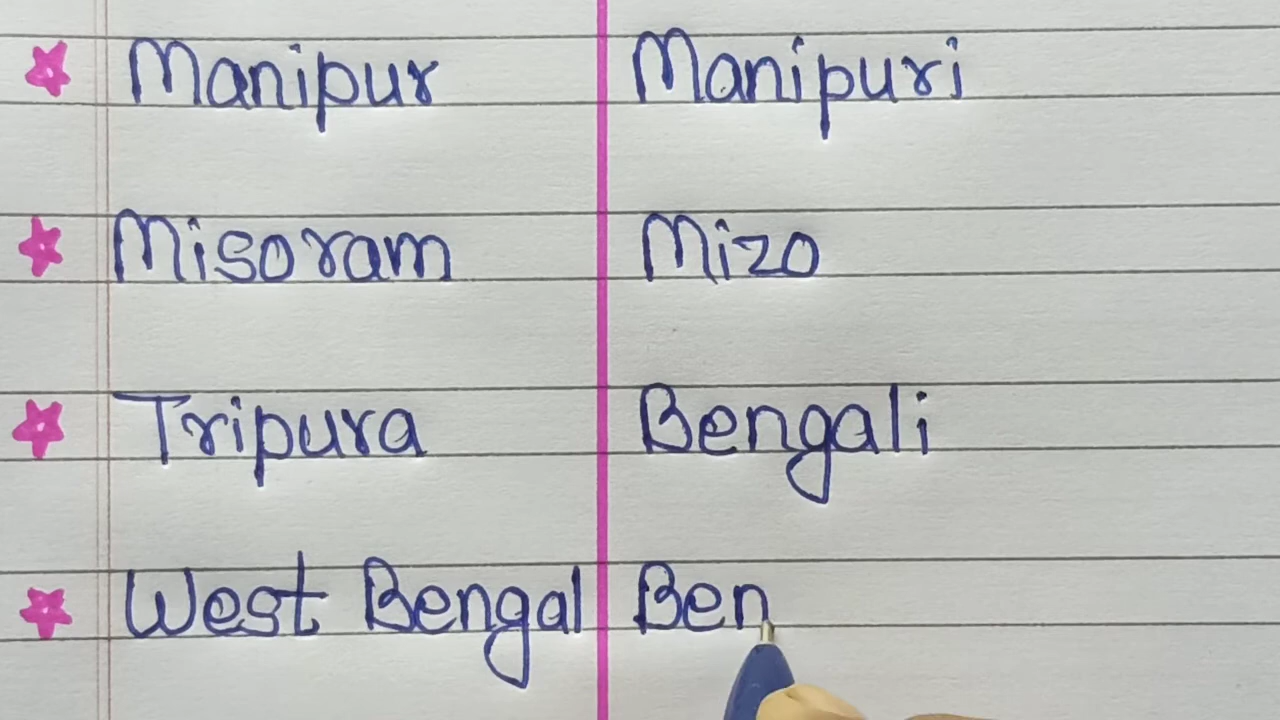 Manipur Manipuri
Misoram Mizo
Tripura Bengali
West Bengal Ben